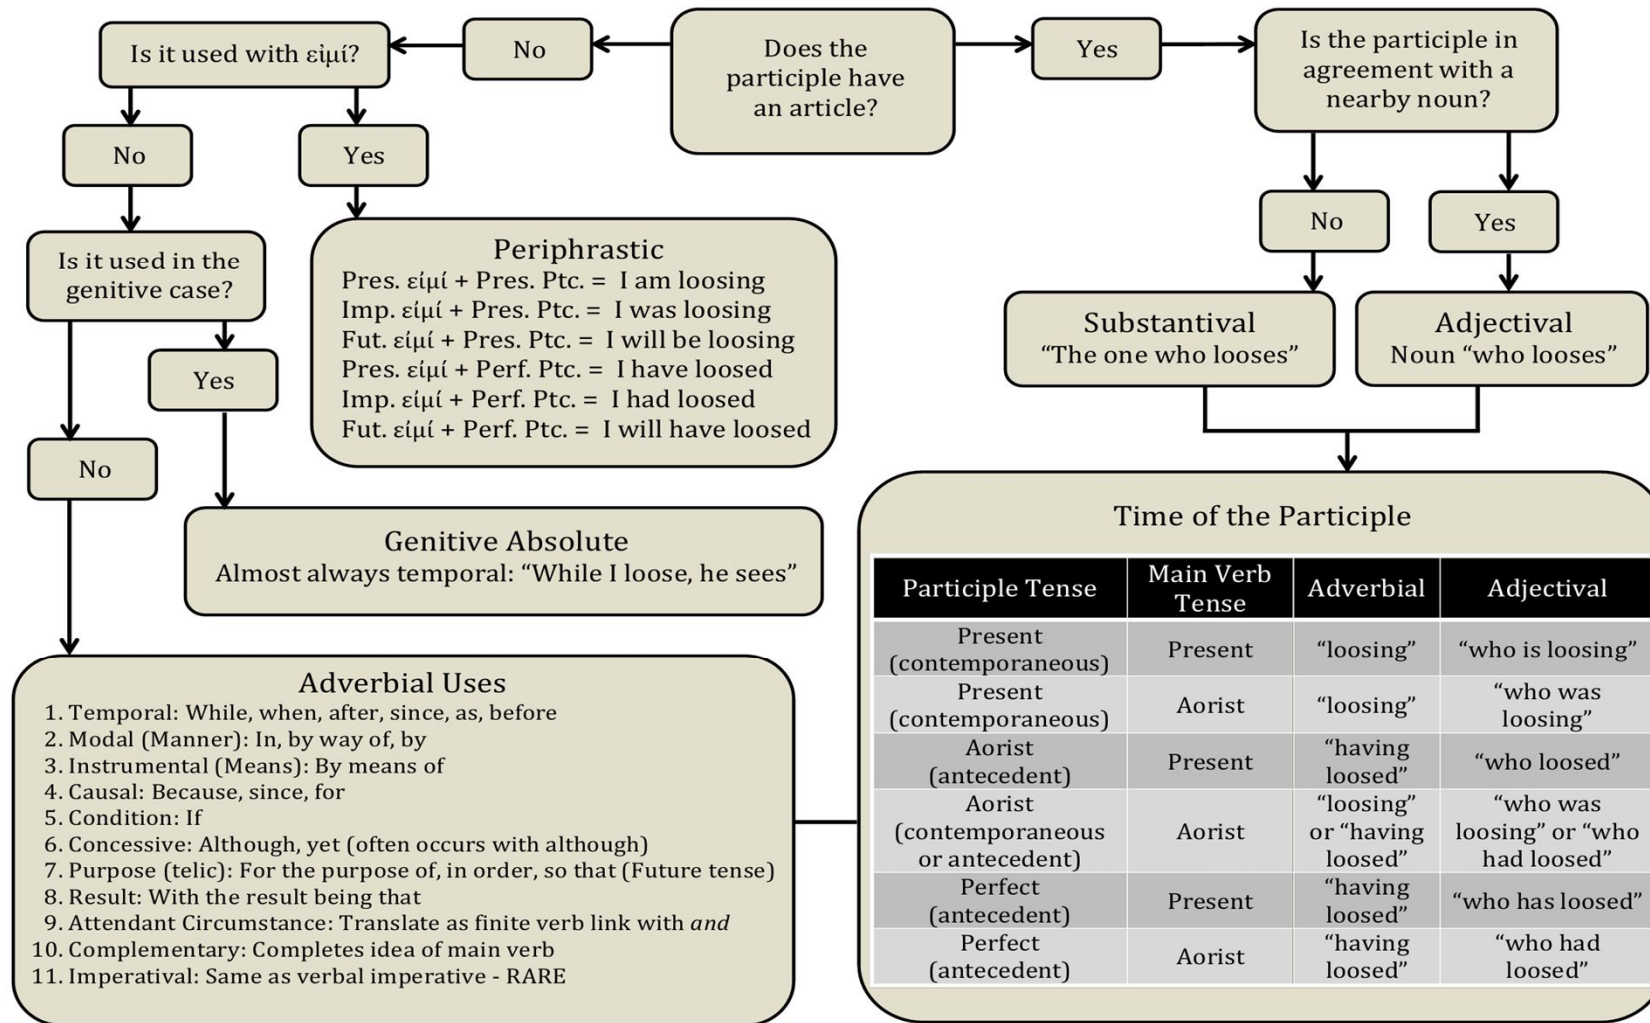 Does the
participle have
an article?
No
Yes
Is it used with εἰμί?
No
Yes
Is the participle in
agreement with a
nearby noun?
No
Yes
Is it used in the
genitive case?
Yes
No
Periphrastic
Pres. εἰμί + Pres. Ptc. = I am loosing
Imp. εἰμί + Pres. Ptc. = I was loosing
Fut. εἰμί + Pres. Ptc. = I will be loosing
Pres. εἰμί + Perf. Ptc. = I have loosed
Imp. εἰμί + Perf. Ptc. = I had loosed
Fut. εἰμί + Perf. Ptc. = I will have loosed
Substantival
“The one who looses”
Adjectival
Noun “who looses”
Genitive Absolute
Almost always temporal: “While I loose, he sees”
Adverbial Uses
1. Temporal: While, when, after, since, as, before
2. Modal (Manner): In, by way of, by
3. Instrumental (Means): By means of
4. Causal: Because, since, for
5. Condition: If
6. Concessive: Although, yet (often occurs with although)
7. Purpose (telic): For the purpose of, in order, so that (Future tense)
8. Result: With the result being that
9. Attendant Circumstance: Translate as finite verb link with and
10. Complementary: Completes idea of main verb
11. Imperatival: Same as verbal imperative - RARE
Time of the Participle
Participle Tense
Main Verb
Tense
Adverbial
Adjectival
Present
(contemporaneous)
Present
“loosing”
“who is loosing”
Present
(contemporaneous)
Aorist
“loosing”
“who was
loosing”
Aorist
(antecedent)
Present
“having
loosed”
“who loosed”
Aorist
(contemporaneous
or antecedent)
Aorist
“loosing”
or “having
loosed”
“who was
loosing” or “who
had loosed”
Perfect
(antecedent)
Present
“having
loosed”
“who has loosed”
Perfect
(antecedent)
Aorist
“having
loosed”
“who had
loosed”